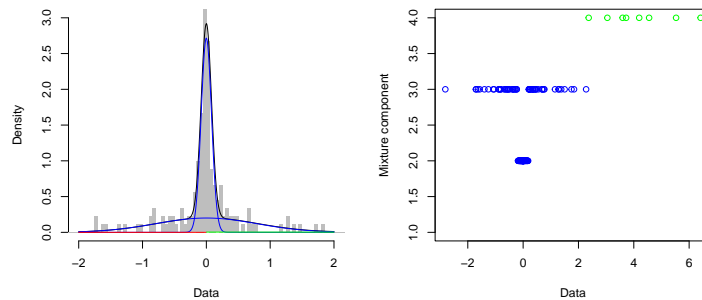 Density
0.0 0.5 1.0 1.5 2.0 2.5 3.0
−2 −1 0 1 2
Data
Mixture component
1.0 1.5 2.0 2.5 3.0 3.5 4.0
−2 0 2 4 6
Data